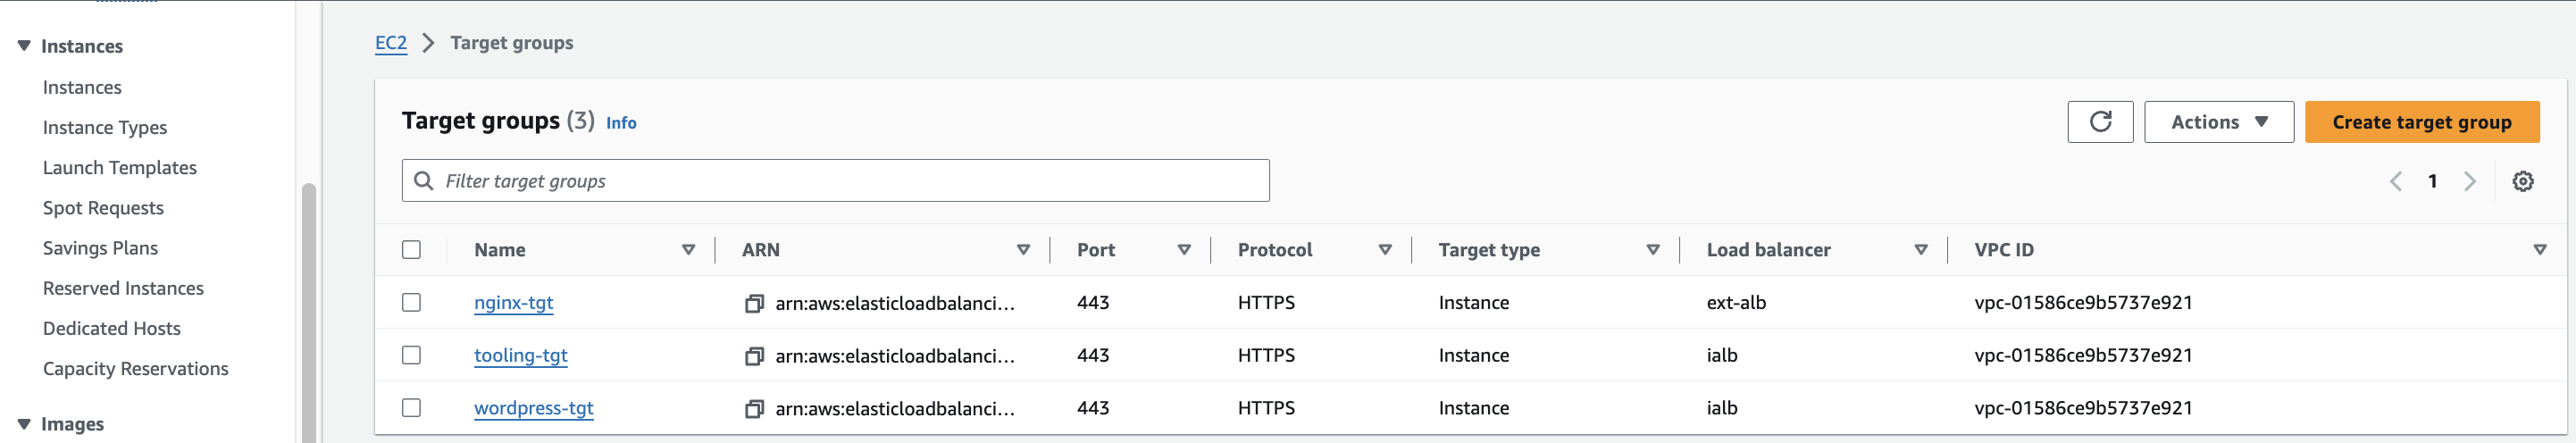 Instances
Instances
Instance Types
Launch Templates
Spot Requests
Savings Plans
Reserved Instances
Dedicated Hosts
Capacity Reservations
Images
EC2 > Target groups
Target groups (3) Info
Actions
Create target group
Filter target groups
1
Name ARN Port Protocol Target type Load balancer VPC ID
nginx-tgt arn:aws:elasticloadbalanci... 443 HTTPS Instance ext-alb vpc-01586ce9b5737e921
tooling-tgt arn:aws:elasticloadbalanci... 443 HTTPS Instance ialb vpc-01586ce9b5737e921
wordpress-tgt arn:aws:elasticloadbalanci... 443 HTTPS Instance ialb vpc-01586ce9b5737e921